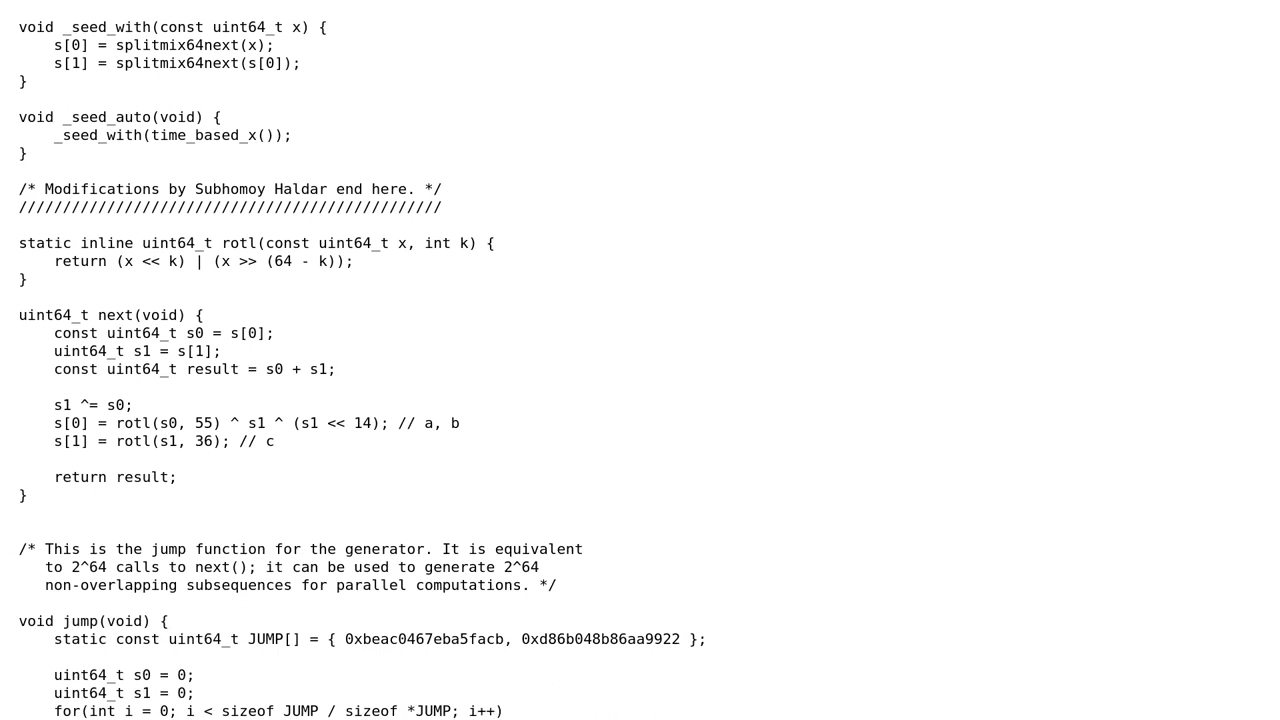 void _seed_with(const uint64_t x) {
    s[0] = splitmix64next(x);
    s[1] = splitmix64next(s[0]);
}

void _seed_auto(void) {
    _seed_with(time_based_x());
}

/* Modifications by Subhomoy Haldar end here. */
////////////////////////////////////////////////

static inline uint64_t rotl(const uint64_t x, int k) {
    return (x << k) | (x >> (64 - k));
}

uint64_t next(void) {
    const uint64_t s0 = s[0];
    uint64_t s1 = s[1];
    const uint64_t result = s0 + s1;

    s1 ^= s0;
    s[0] = rotl(s0, 55) ^ s1 ^ (s1 << 14); // a, b
    s[1] = rotl(s1, 36); // c

    return result;
}


/* This is the jump function for the generator. It is equivalent
   to 2^64 calls to next(); it can be used to generate 2^64
   non-overlapping subsequences for parallel computations. */

void jump(void) {
    static const uint64_t JUMP[] = { 0xbeac0467eba5facb, 0xd86b048b86aa9922 };

    uint64_t s0 = 0;
    uint64_t s1 = 0;
    for(int i = 0; i < sizeof JUMP / sizeof *JUMP; i++)